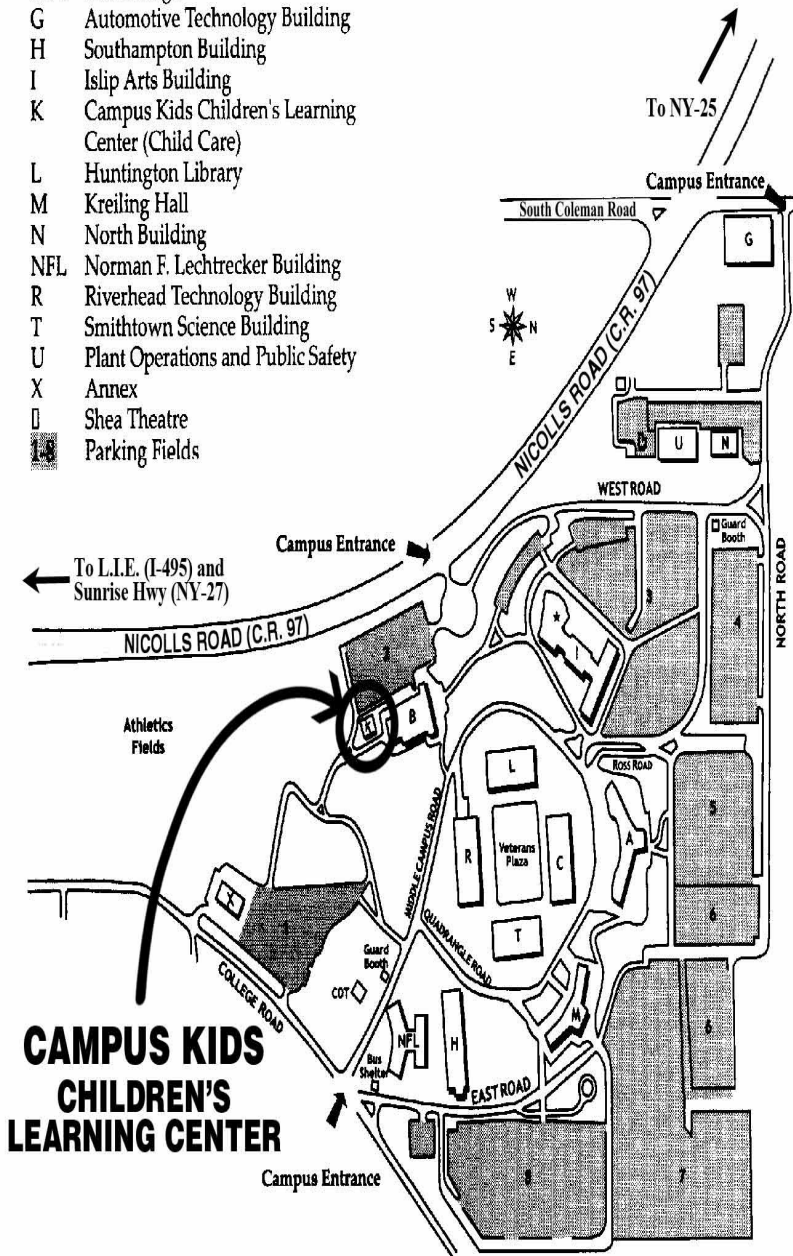 G Automotive Technology Building
H Southampton Building
I Islip Arts Building
K Campus Kids Children's Learning
Center (Child Care)
L Huntington Library
M Kreiling Hall
N North Building
NFL Norman F. Lechtrecker Building
R Riverhead Technology Building
T Smithtown Science Building
U Plant Operations and Public Safety
X Annex
Shea Theatre
1-8 Parking Fields
To NY-25
Campus Entrance
South Coleman Road
G
W
S N
E
NICOLLS ROAD (C.R. 97)
U
N
WEST ROAD
Guard
Booth
Campus Entrance
To L.I.E. (I-495) and
Sunrise Hwy (NY-27)
NICOLLS ROAD (C.R. 97)
3
4
NORTH ROAD
I
2
K
B
Athletics
Fields
L
ROSS ROAD
5
MIDDLE CAMPUS ROAD
R
Veterans
Plaza
C
A
X
6
T
QUADRANGLE ROAD
Guard
Booth
COT
COLLEGE ROAD
M
6
NFL
H
Bus
Shelter
EAST ROAD
CAMPUS KIDS
CHILDREN'S
LEARNING CENTER
Campus Entrance
8
7